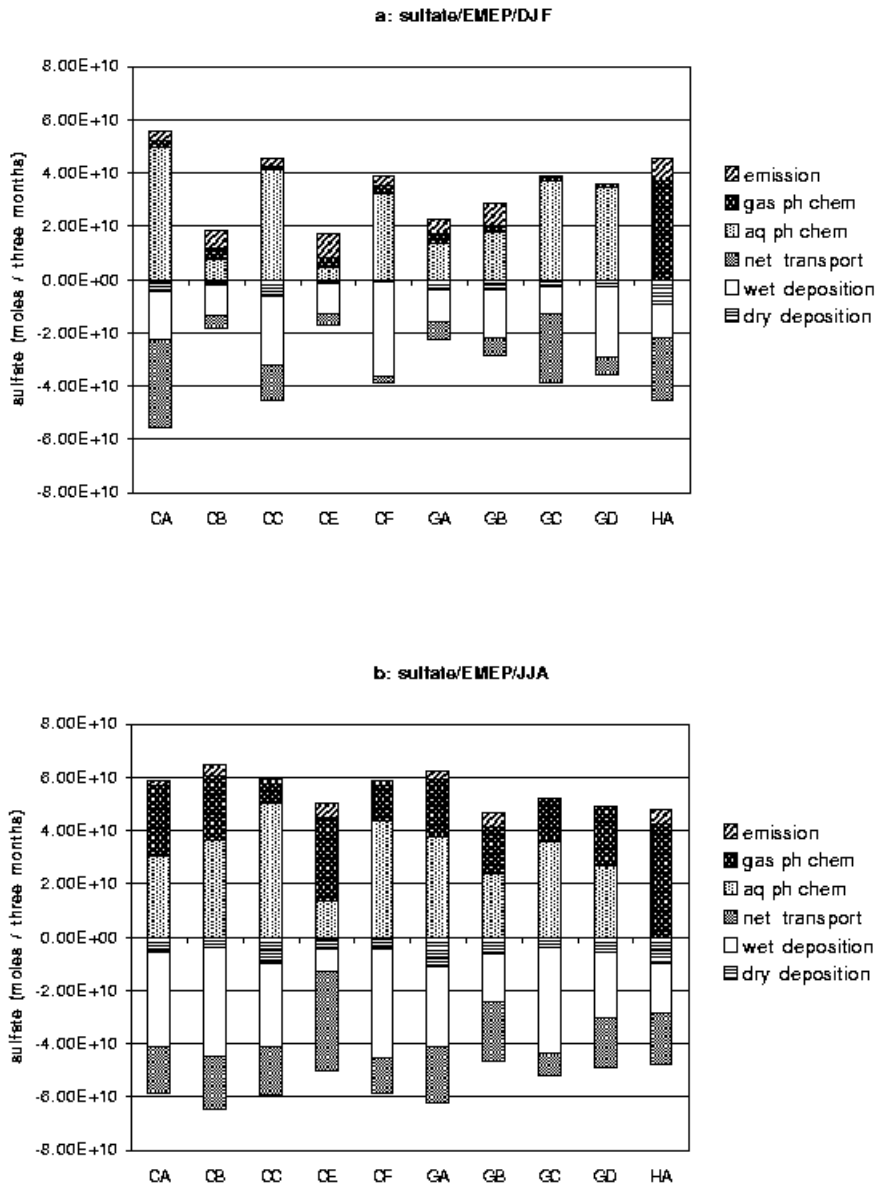 a: sulfate/EMEP/DJF
sulfate (moles / three months)
8.00E+10
6.00E+10
4.00E+10
2.00E+10
0.00E+00
-2.00E+10
-4.00E+10
-6.00E+10
-8.00E+10
CA CB CC CE CF GA GB GC GD HA
emission
gas ph chem
aq ph chem
net transport
wet deposition
dry deposition
b: sulfate/EMEP/JJA
sulfate (moles / three months)
8.00E+10
6.00E+10
4.00E+10
2.00E+10
0.00E+00
-2.00E+10
-4.00E+10
-6.00E+10
-8.00E+10
CA CB CC CE CF GA GB GC GD HA
emission
gas ph chem
aq ph chem
net transport
wet deposition
dry deposition